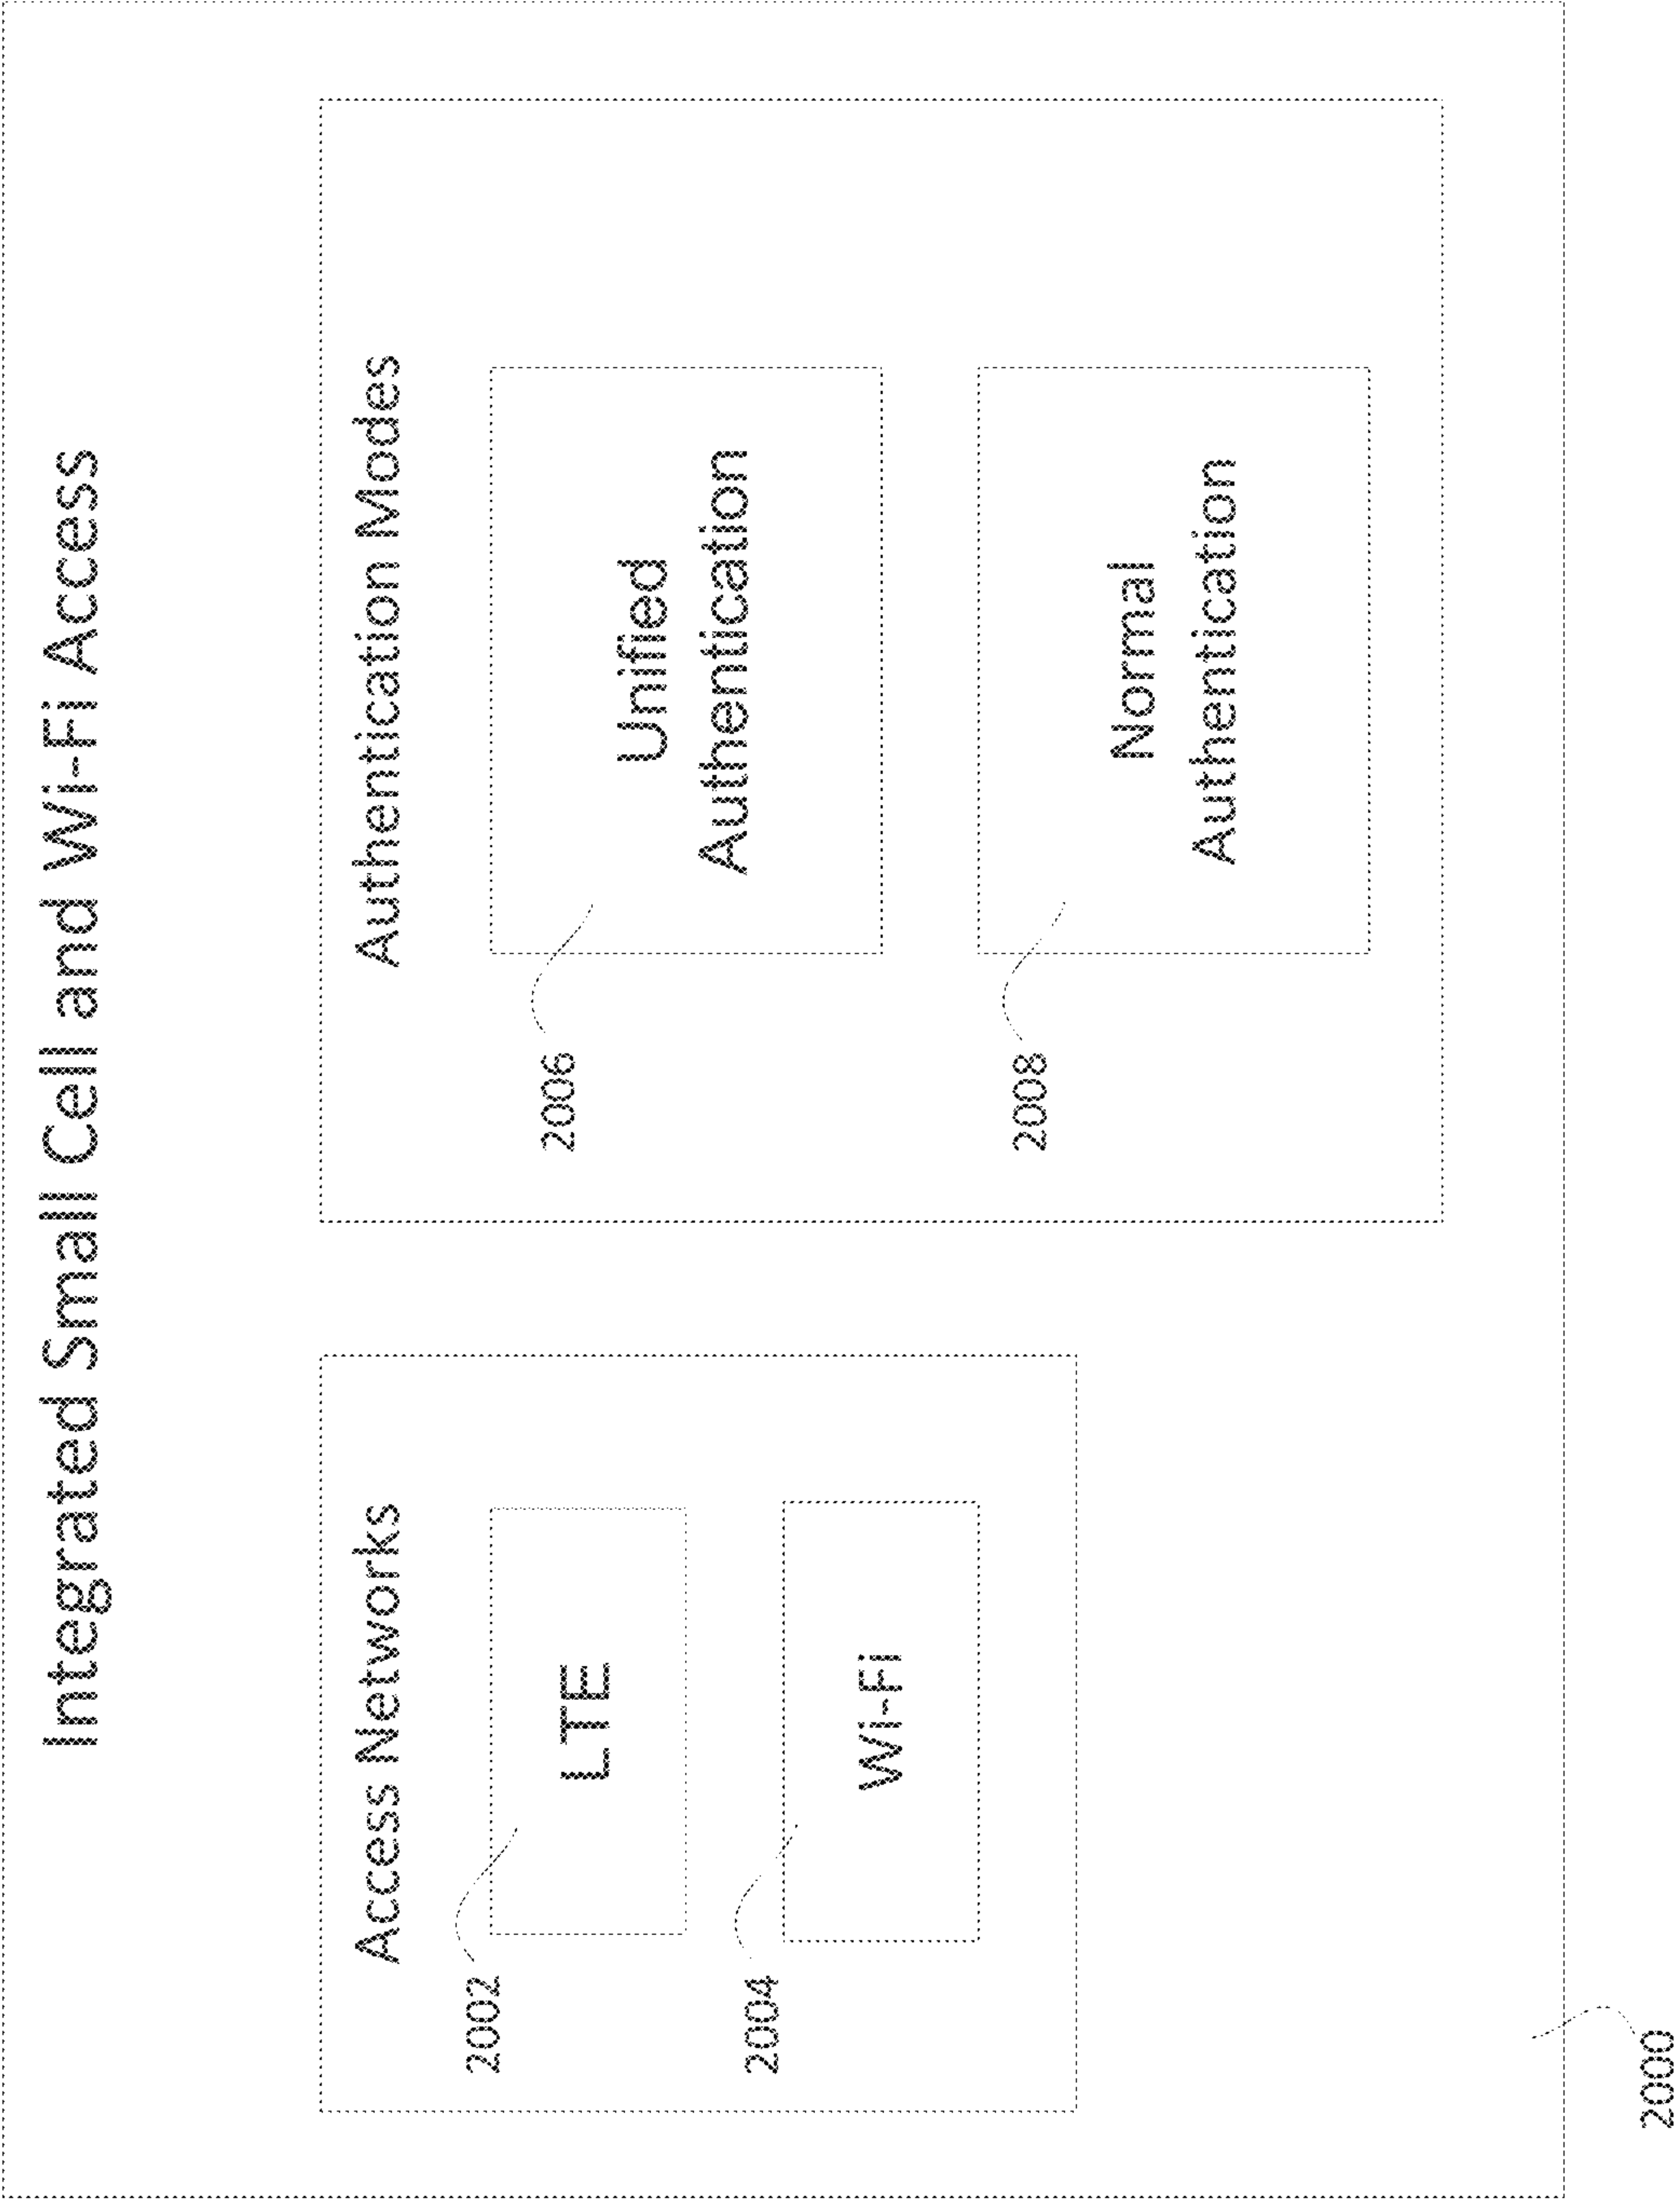 Integrated Small Cell and Wi-Fi Access
Access Networks
2002
LTE
2004
Wi-Fi
Authentication Modes
2006
Unified
Authentication
2008
Normal
Authentication
2000